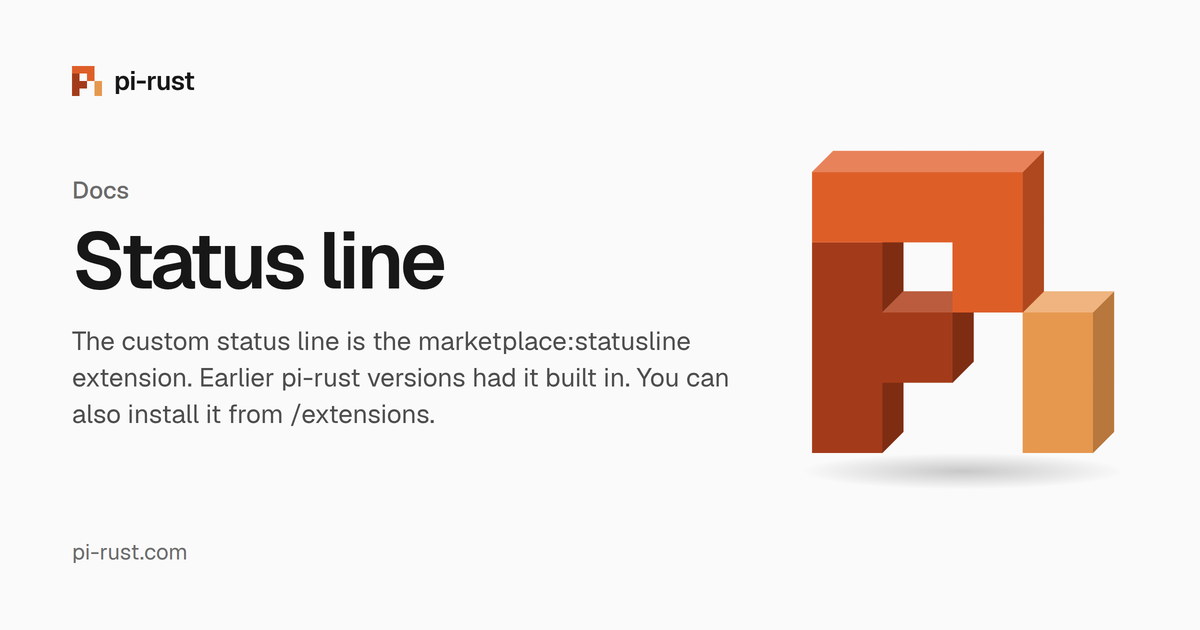 pi-rust
Docs
Status line
The custom status line is the marketplace:statusline
extension. Earlier pi-rust versions had it built in. You can
also install it from /extensions.
pi-rust.com